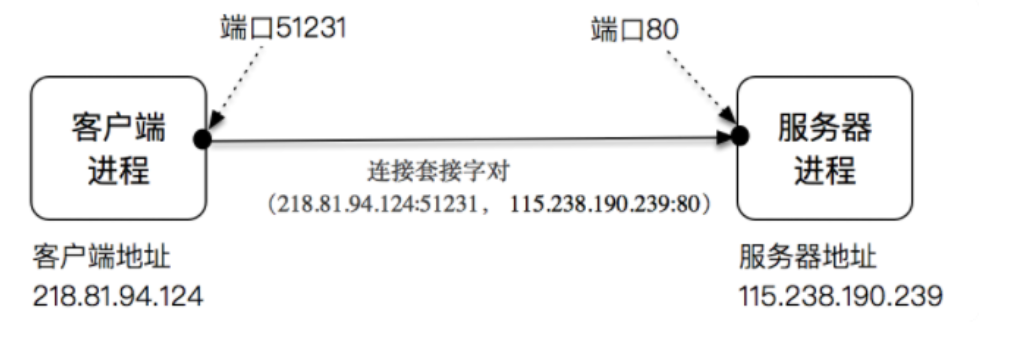 端口51231
端口80
客户端
进程
服务器
进程
连接套接字对
（218.81.94.124:51231， 115.238.190.239:80）
客户端地址
218.81.94.124
服务器地址
115.238.190.239